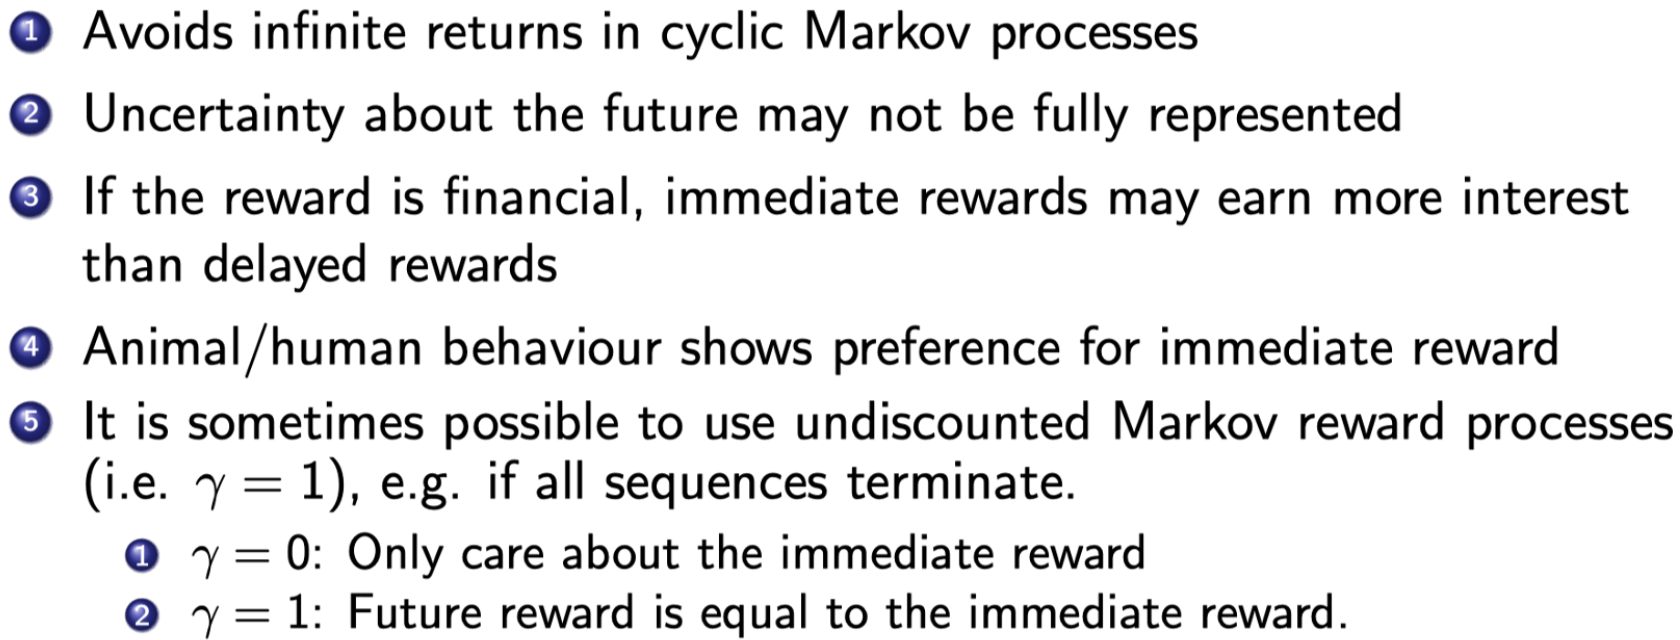 1 Avoids infinite returns in cyclic Markov processes
2 Uncertainty about the future may not be fully represented
3 If the reward is financial, immediate rewards may earn more interest
than delayed rewards
4 Animal/human behaviour shows preference for immediate reward
5 It is sometimes possible to use undiscounted Markov reward processes
(i.e. γ = 1), e.g. if all sequences terminate.
1 γ = 0: Only care about the immediate reward
2 γ = 1: Future reward is equal to the immediate reward.